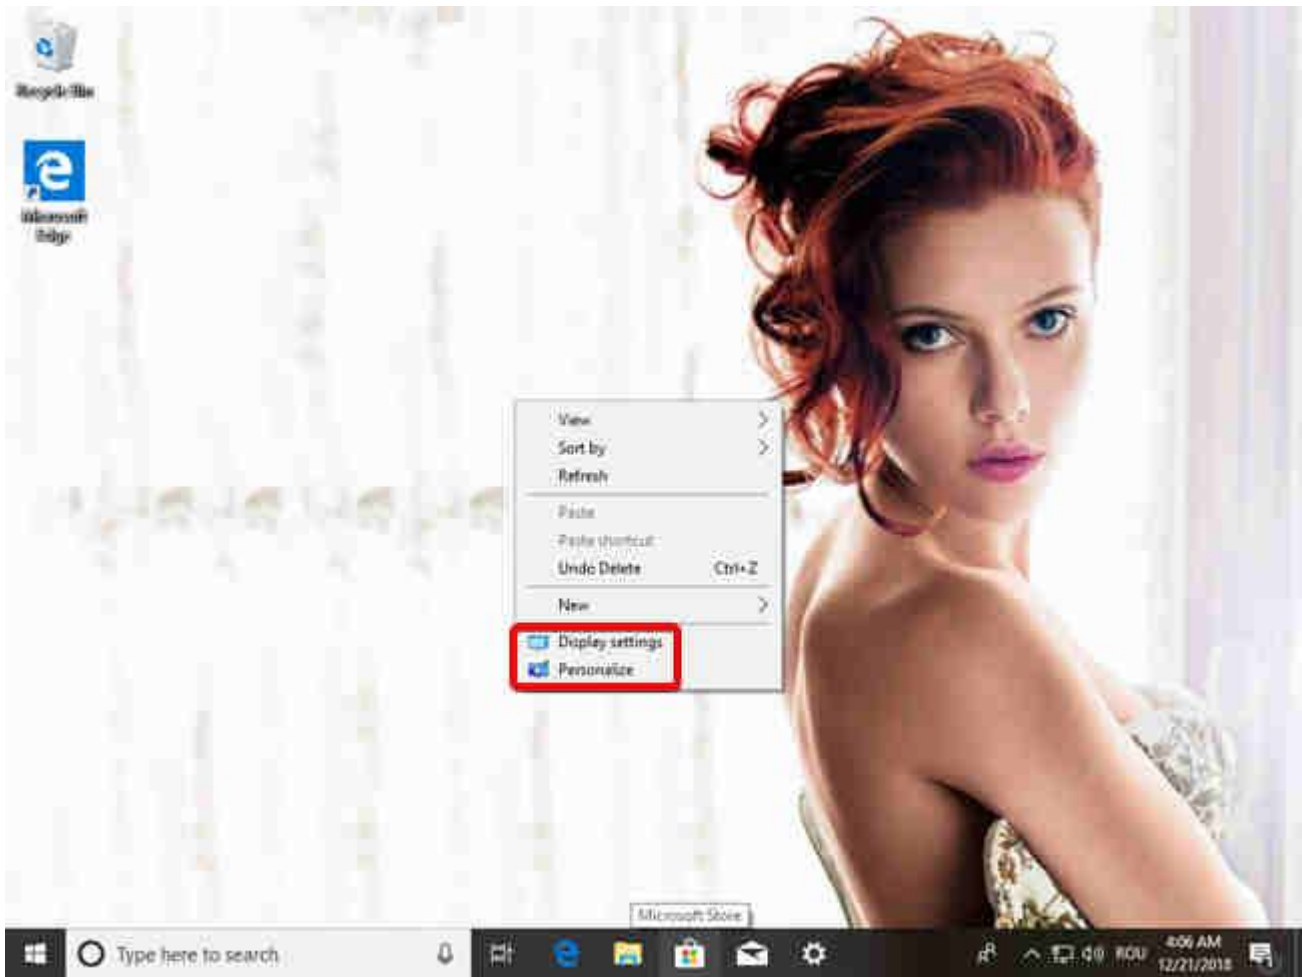 Recycle Bin
Microsoft
Edge
View
Sort by
Refresh
Paste
Paste shortcut
Undo Delete Ctrl+Z
New
Display settings
Personalize
Microsoft Store
Type here to search
ROU
4:06 AM
12/21/2018